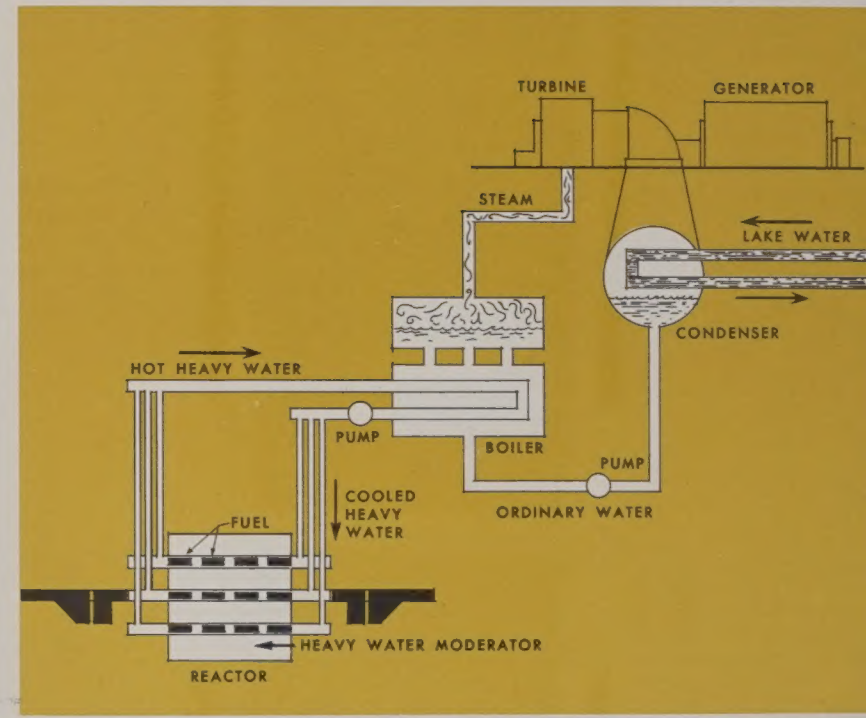 TURBINE
GENERATOR
STEAM
LAKE WATER
CONDENSER
HOT HEAVY WATER
PUMP
BOILER
PUMP
COOLED
HEAVY
WATER
ORDINARY WATER
FUEL
HEAVY WATER MODERATOR
REACTOR